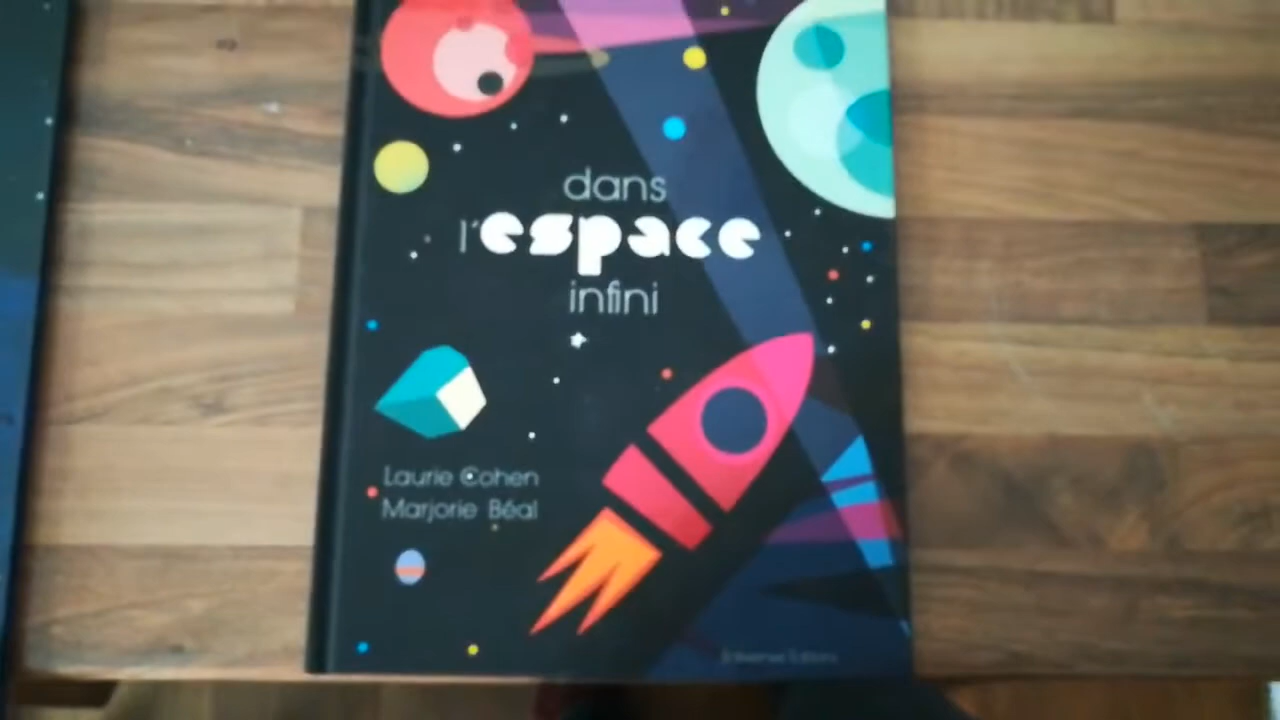 dans
l'espace
infini
Laurie Cohen
Marjorie Béal